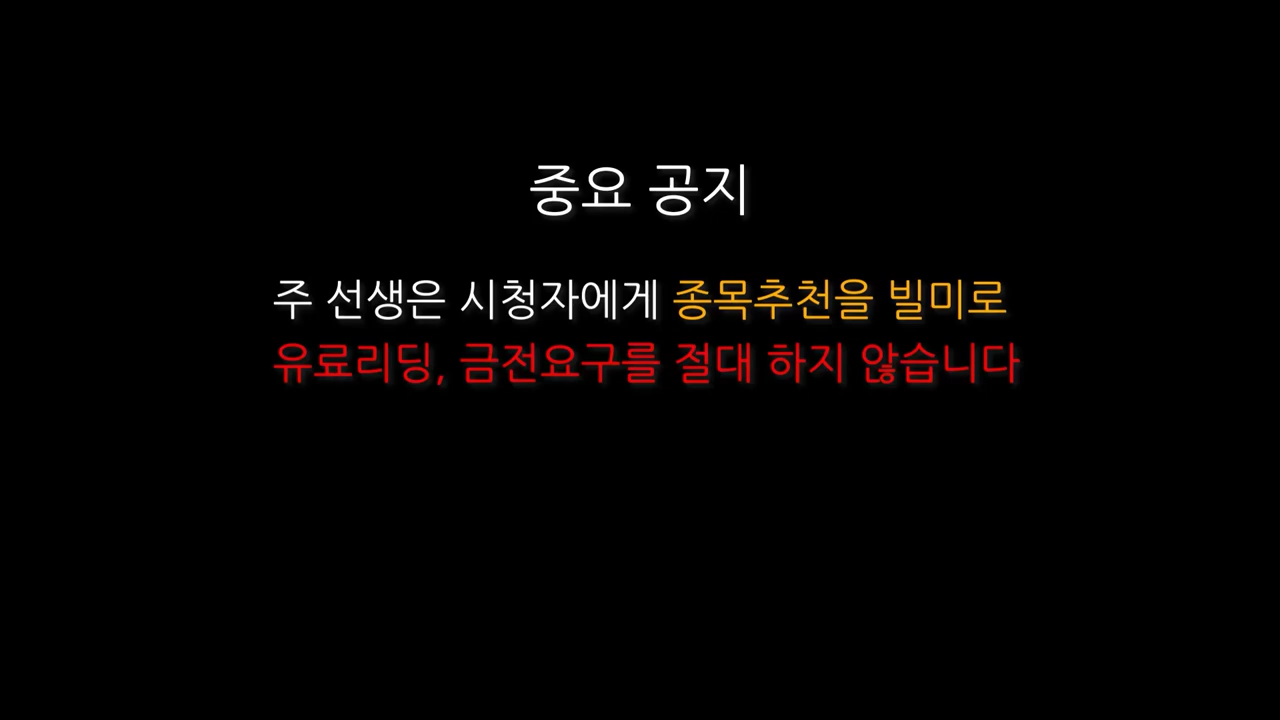 중요 공지
주 선생은 시청자에게 종목추천을 빌미로
유료리딩, 금전요구를 절대 하지 않습니다